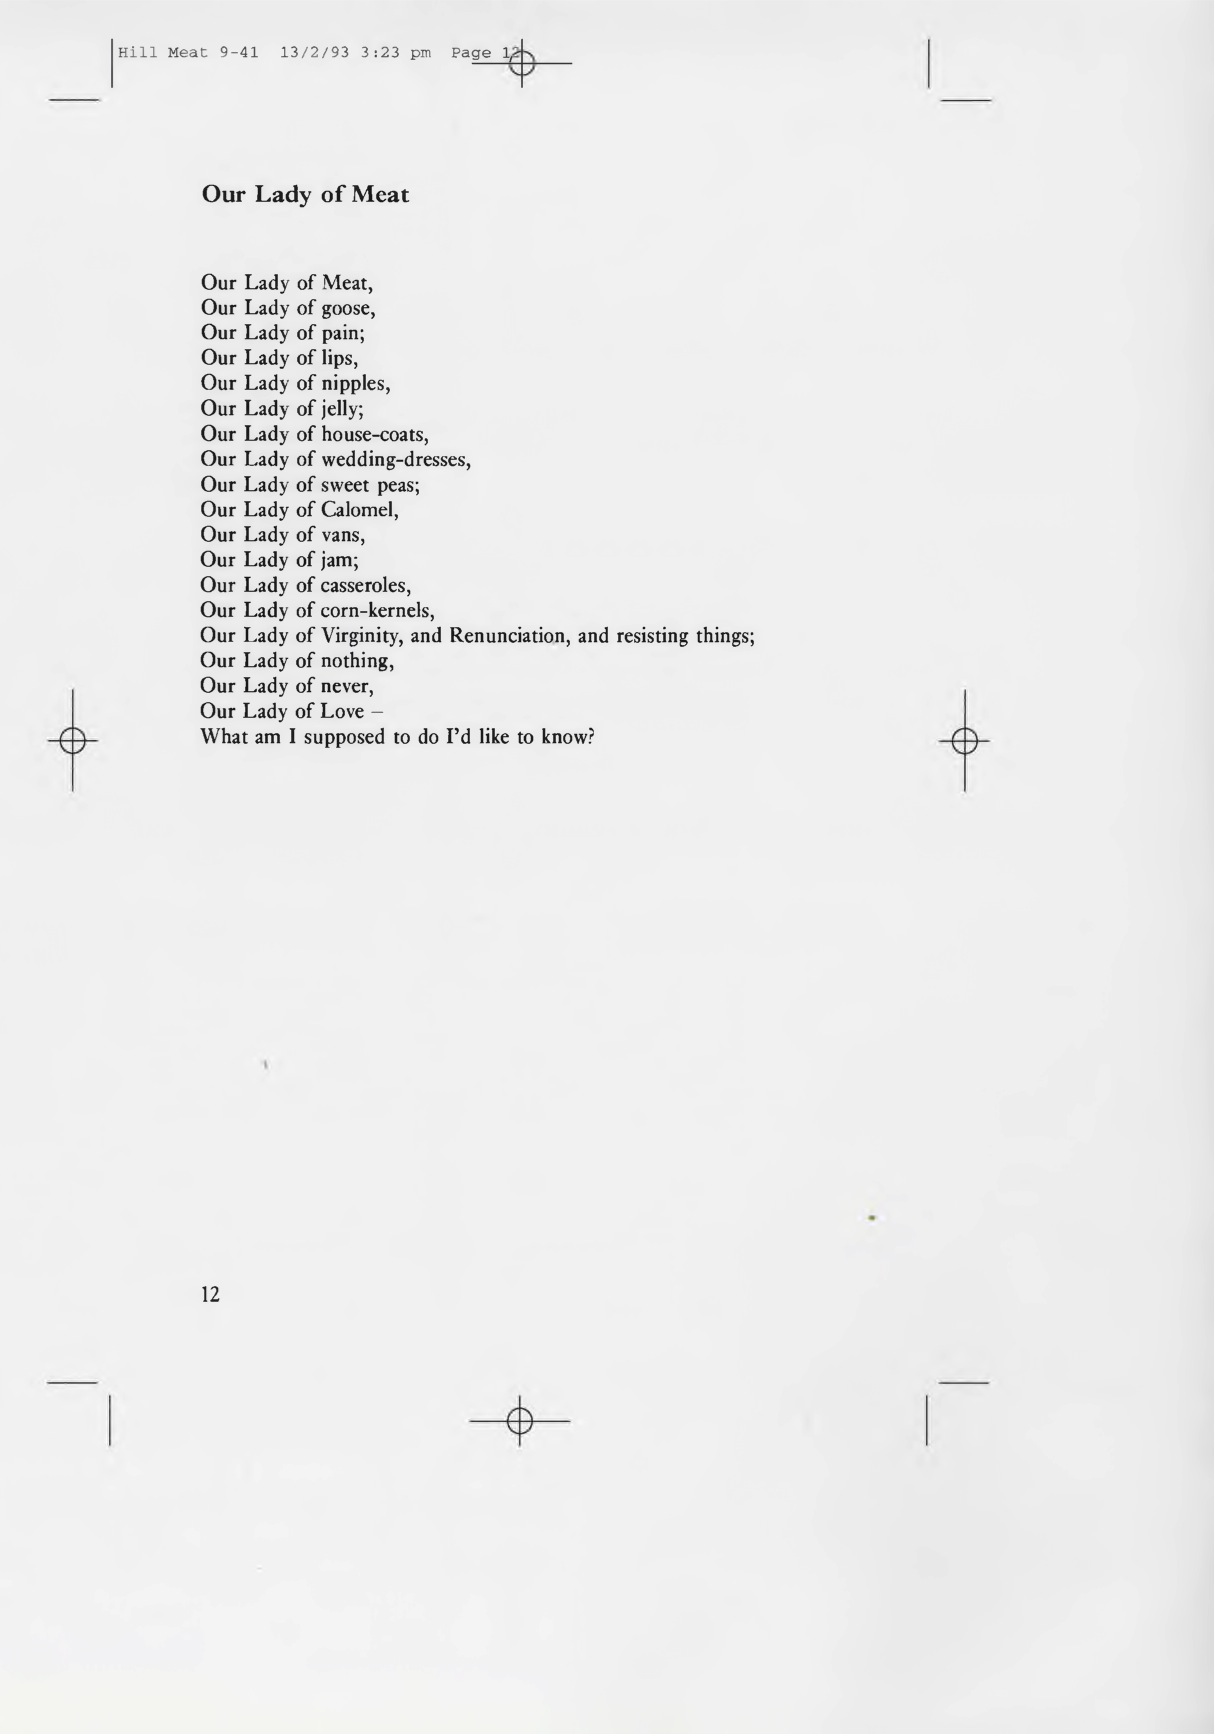 Hill Meat 9-41 13/2/93 3:23 pm Page 12
Our Lady of Meat
Our Lady of Meat,
Our Lady of goose,
Our Lady of pain;
Our Lady of lips,
Our Lady of nipples,
Our Lady of jelly;
Our Lady of house-coats,
Our Lady of wedding-dresses,
Our Lady of sweet peas;
Our Lady of Calomel,
Our Lady of vans,
Our Lady of jam;
Our Lady of casseroles,
Our Lady of corn-kernels,
Our Lady of Virginity, and Renunciation, and resisting things;
Our Lady of nothing,
Our Lady of never,
Our Lady of Love –
What am I supposed to do I’d like to know?
12